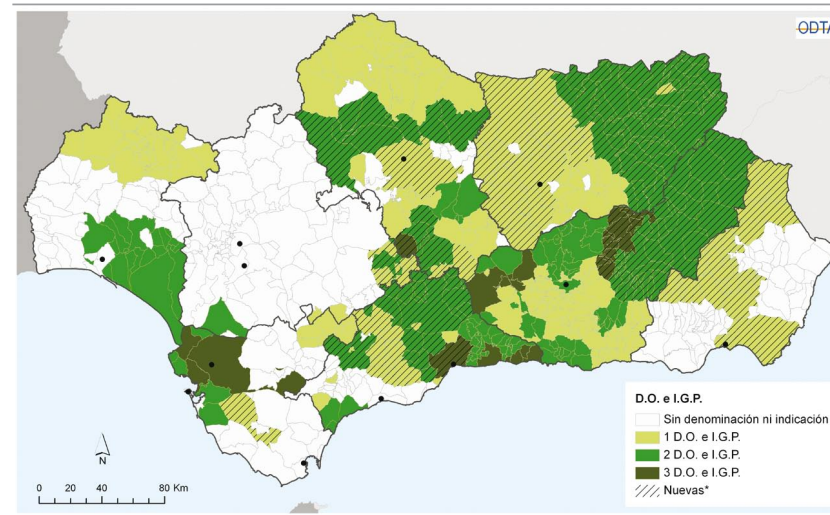 ODTA
D.O. e I.G.P.
Sin denominación ni indicación
1 D.O. e I.G.P.
2 D.O. e I.G.P.
3 D.O. e I.G.P.
Nuevas*
N
0 20 40 80 Km